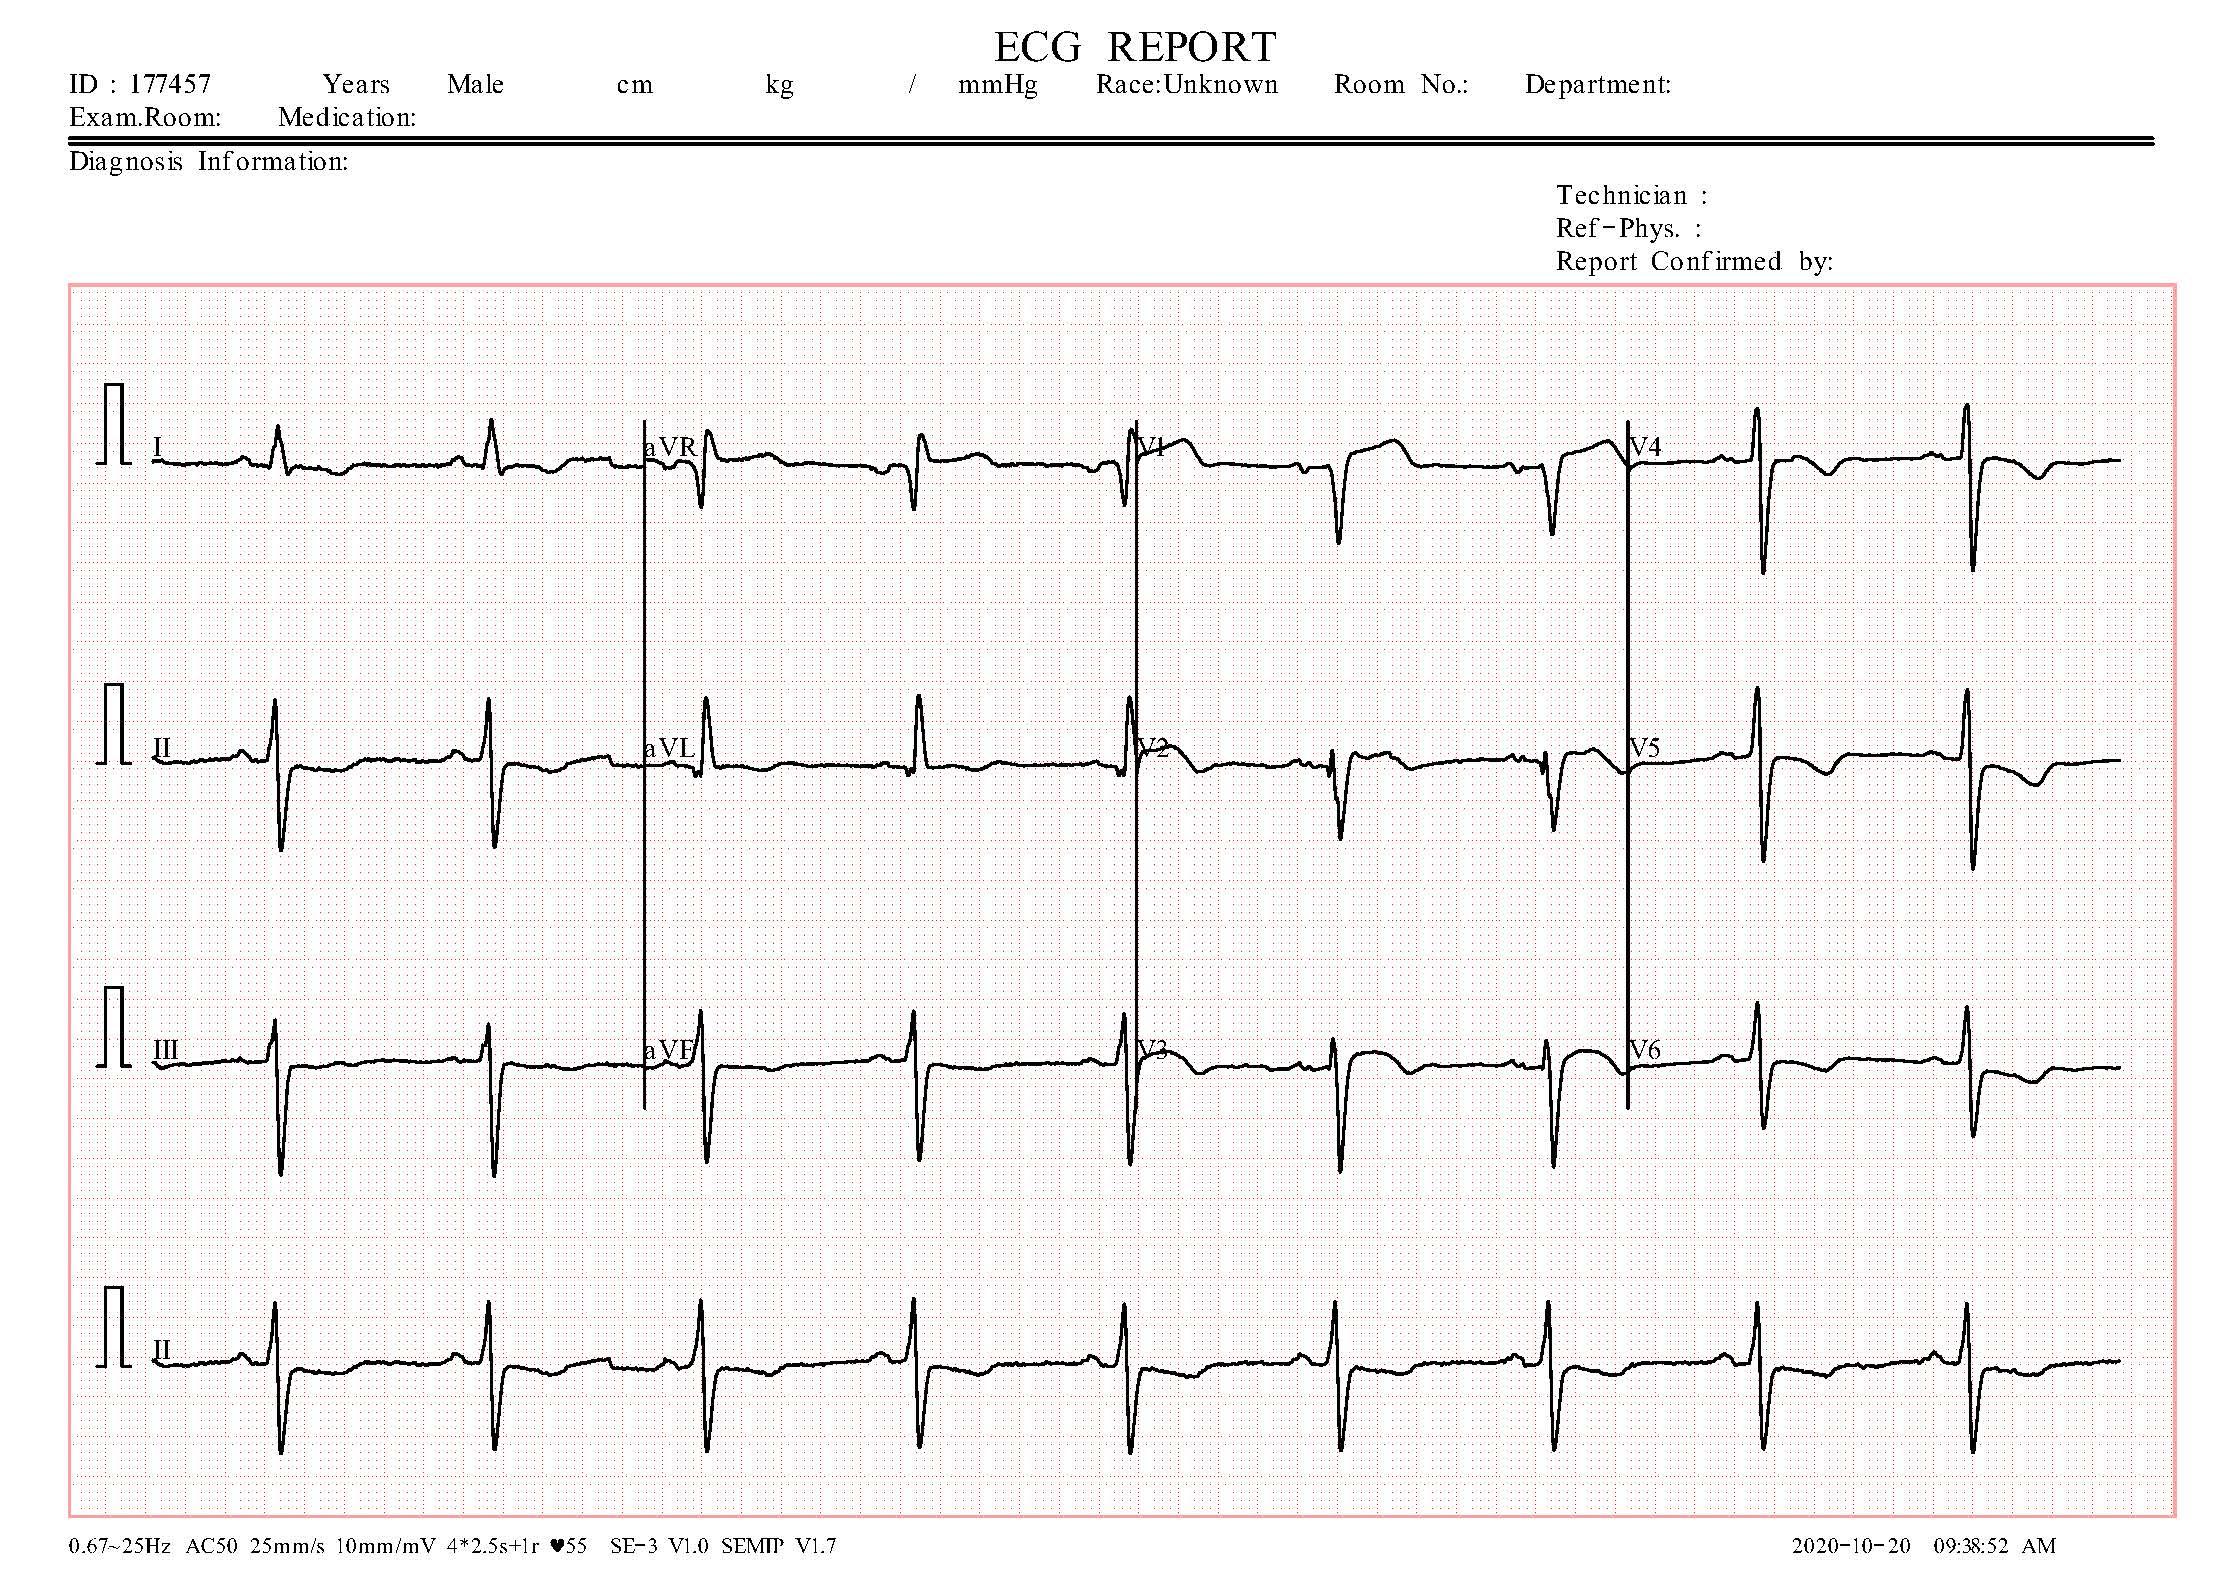 ECG REPORT
ID : 177457 Years Male cm kg / mmHg Race:Unknown Room No.: Department:
Exam.Room: Medication:
Diagnosis Information:
Technician :
Ref-Phys. :
Report Confirmed by:
I aVR V1 V4
II aVL V2 V5
III aVF V3 V6
II
0.67~25Hz AC50 25mm/s 10mm/mV 4*2.5s+1r ♥55 SE-3 V1.0 SEMIP V1.7 2020-10-20 09:38:52 AM